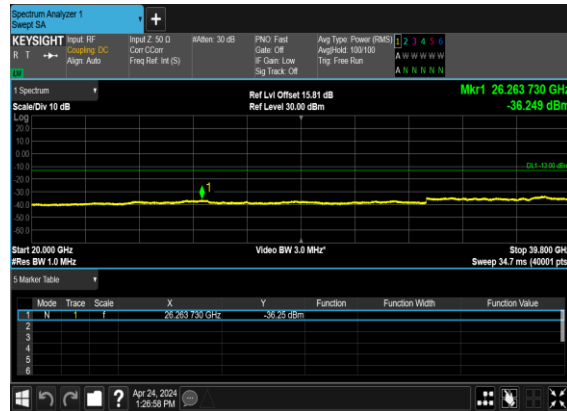 Spectrum Analyzer 1
Swept SA
+
KEYSIGHT Input: RF Input Z: 50 Ω #Atten: 30 dB PNO: Fast Avg Type: Power (RMS) 1 2 3 4 5 6
R T Coupling: DC Corr CCorr Gate: Off Avg|Hold: 100/100 A W W W W W
Align: Auto Freq Ref: Int (S) IF Gain: Low Trig: Free Run
Sig Track: Off A N N N N N
1 Spectrum Ref Lvl Offset 15.81 dB Mkr1 26.263 730 GHz
Scale/Div 10 dB Ref Level 30.00 dBm -36.249 dBm
Log
20.0
10.0
0.00
-10.0 DL1 -13.00 dBm
-20.0
-30.0 1
-40.0
-50.0
-60.0
Start 20.000 GHz Video BW 3.0 MHz* Stop 39.800 GHz
#Res BW 1.0 MHz Sweep 34.7 ms (40001 pts)
5 Marker Table
Mode Trace Scale X Y Function Function Width Function Value
1 N 1 f 26.263 730 GHz -36.25 dBm
2
3
4
5
6
? Apr 24, 2024
1:26:58 PM